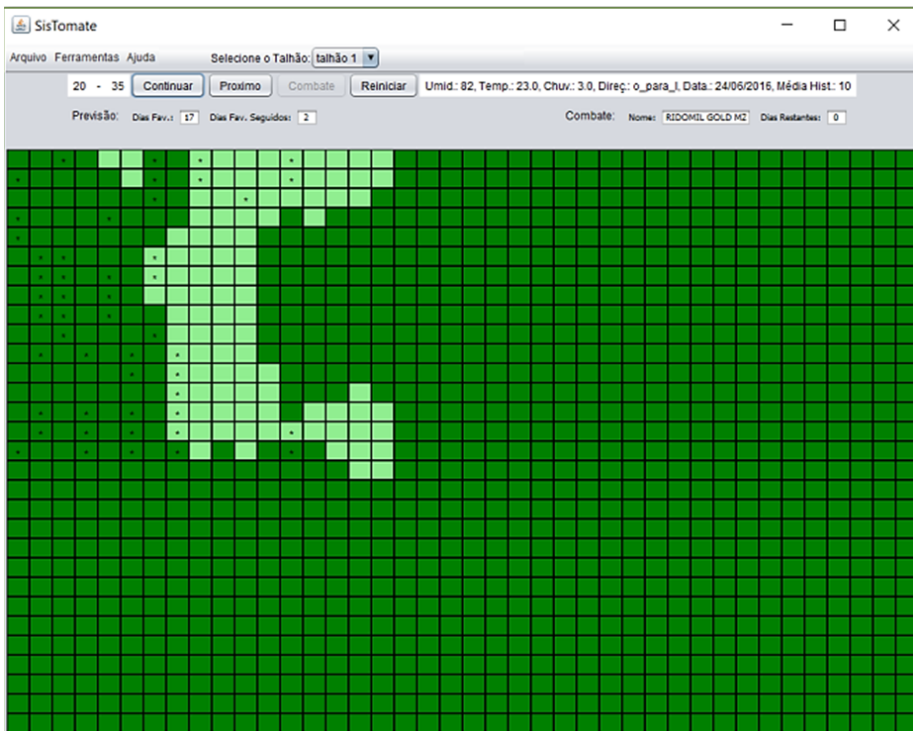 SisTomate
Arquivo Ferramentas Ajuda Selecione o Talhão: talhão 1
20 - 35 Continuar Proximo Combate Reiniciar Umid.: 82, Temp.: 23.0, Chuv.: 3.0, Direç.: o_para_l, Data.: 24/06/2016, Média Hist.: 10
Previsão: Dias Fav.: 17 Dias Fav. Seguidos: 2 Combate: Nome: RIDOMIL GOLD MZ Dias Restantes: 0